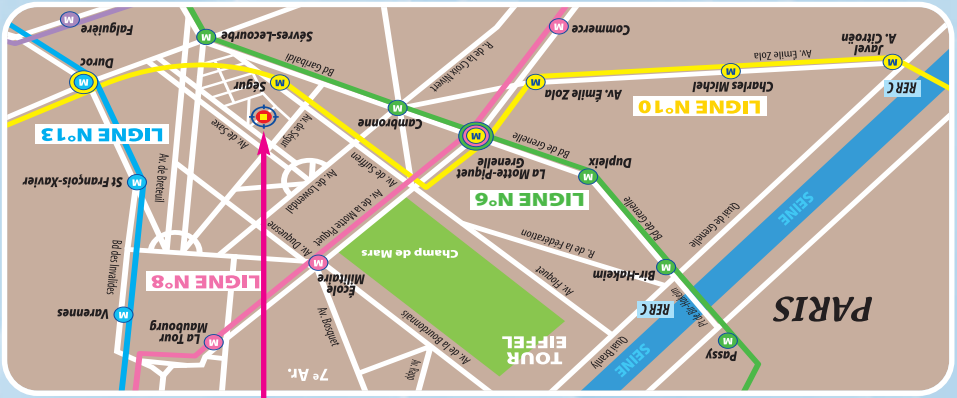 7e Ar.
Av. Rapp
TOUR
EIFFEL
Passy
Quai Branly
SEINE
Av. de la Bourdonnais
Av. Bosquet
La Tour
Maubourg
PARIS
RER C
Pt de Bir-Hakeim
Varennes
Bir-Hakeim
École
Militaire
LIGNE N°8
Bd des Invalides
Av. Floquet
Champ de Mars
R. de la Fédération
Av. Duquesne
Quai de Grenelle
Bd de Grenelle
Av. de la Motte Piquet
SEINE
LIGNE N°6
Av. de Lowendal
Av. de Breteuil
St François-Xavier
Dupleix
La Motte-Piquet
Grenelle
Av. de Suffren
Bd de Grenelle
Cambronne
Av. de Ségur
Av. de Saxe
LIGNE N°13
LIGNE N°10
RER C
Av. Émile Zola
Charles Michel
Ségur
Duroc
Javel
A. Citroën
Av. Émile Zola
R. de la Croix Nivert
Bd Garibaldi
Commerce
Sévres-Lecourbe
Falguière